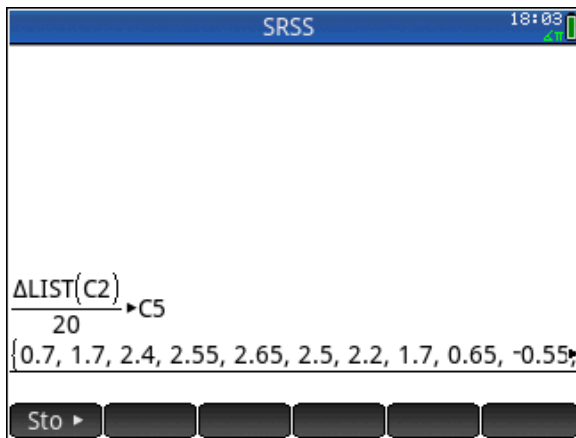 SRSS
18:03
∡π
ΔLIST(C2)
20
▶C5
{0.7, 1.7, 2.4, 2.55, 2.65, 2.5, 2.2, 1.7, 0.65, -0.55,
Sto ▶